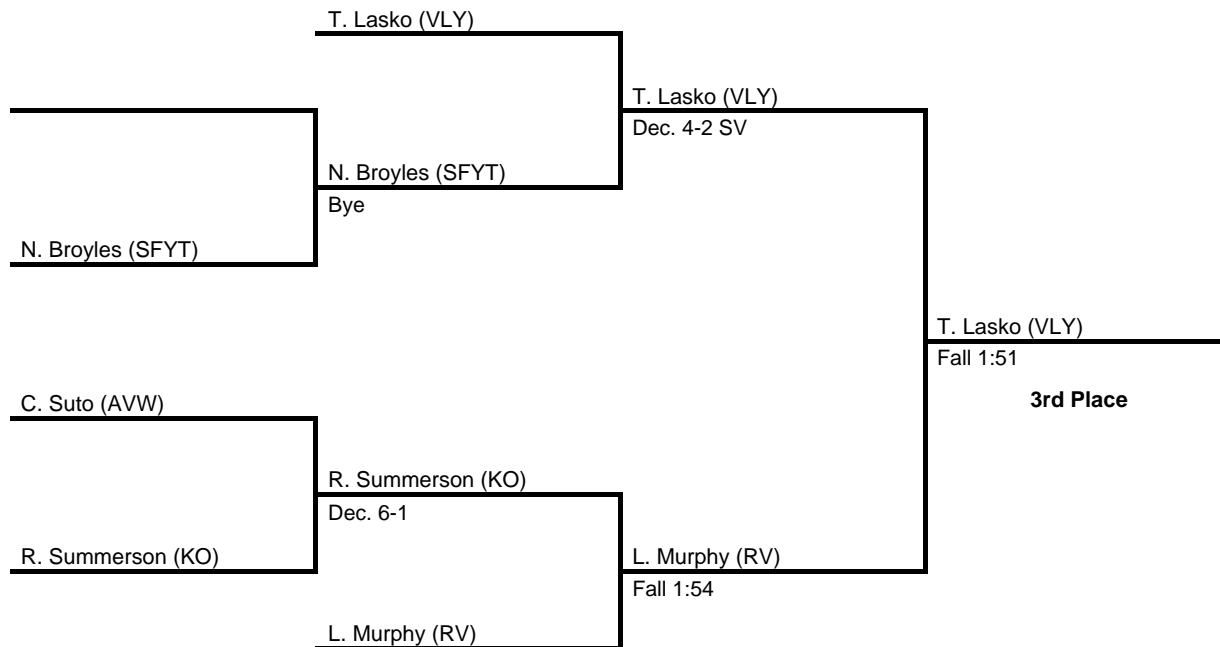 T. Lasko (VLY)
T. Lasko (VLY)
Dec. 4-2 SV
N. Broyles (SFYT)
Bye
N. Broyles (SFYT)
T. Lasko (VLY)
Fall 1:51
3rd Place
C. Suto (AVW)
R. Summerson (KO)
Dec. 6-1
R. Summerson (KO)
L. Murphy (RV)
Fall 1:54
L. Murphy (RV)